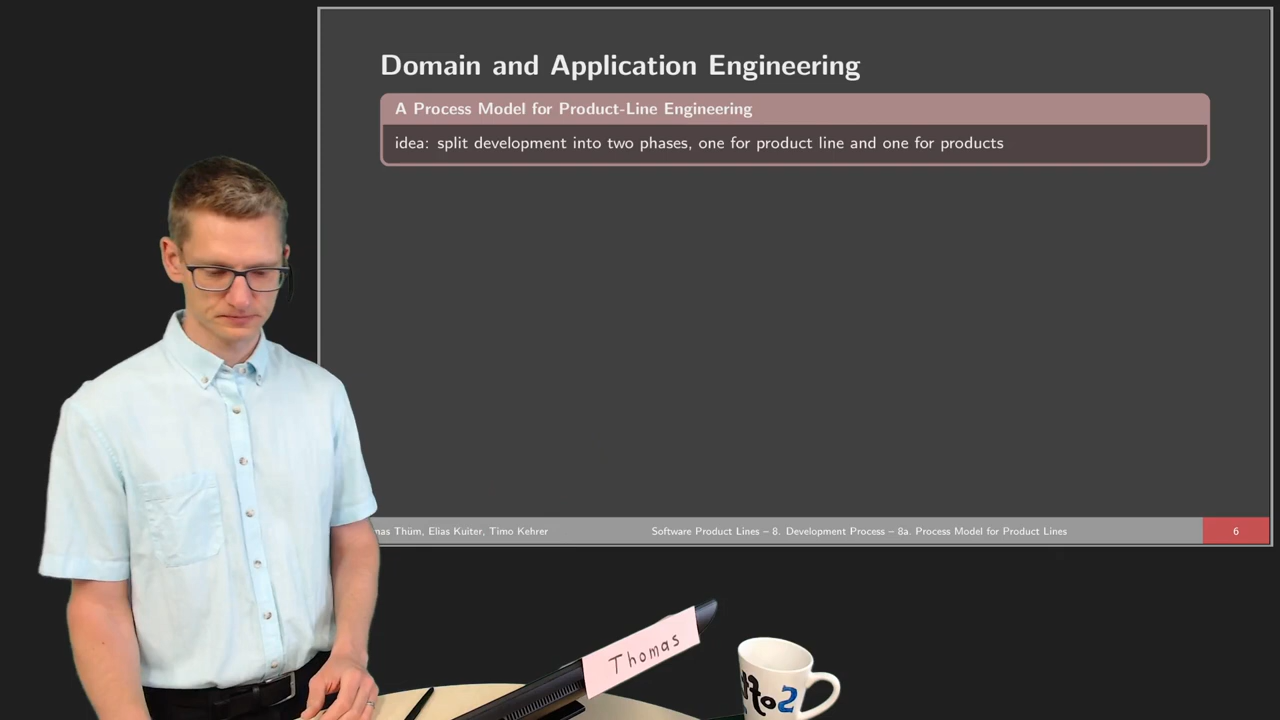 Domain and Application Engineering
A Process Model for Product-Line Engineering
idea: split development into two phases, one for product line and one for products
Thüm, Elias Kuiter, Timo Kehrer
Software Product Lines – 8. Development Process – 8a. Process Model for Product Lines
6
Thomas